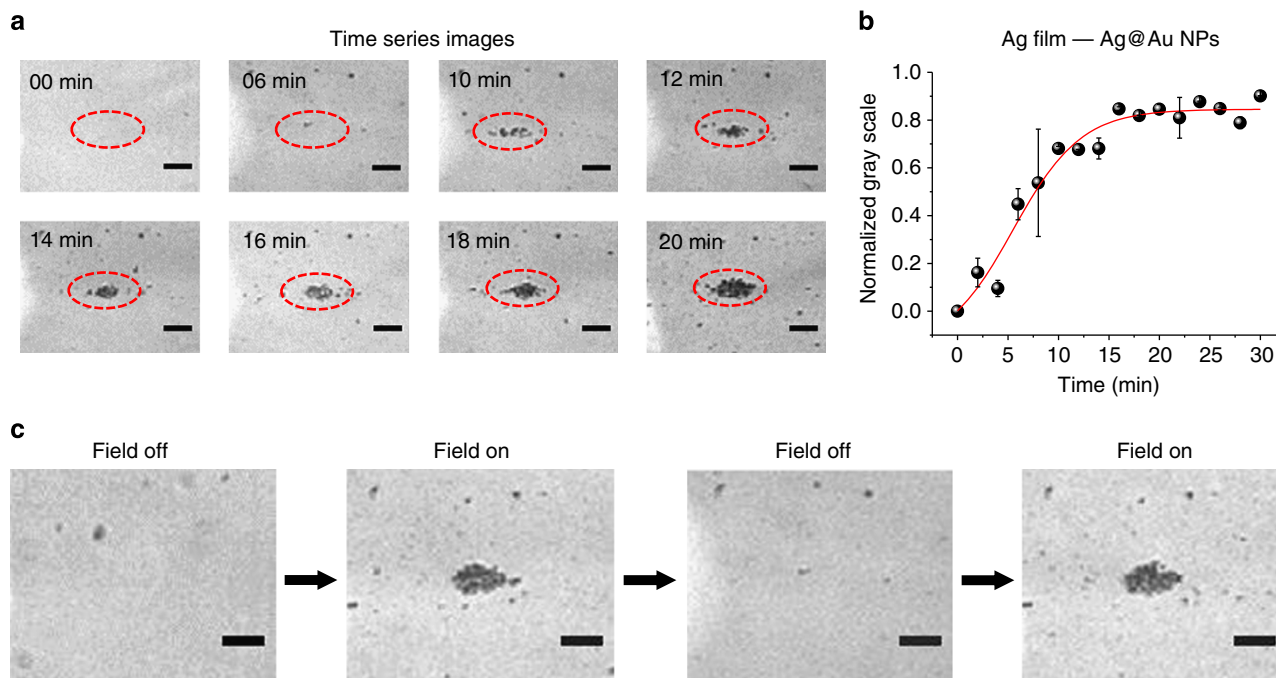 a
Time series images
00 min
06 min
10 min
12 min
14 min
16 min
18 min
20 min
b
Ag film — Ag@Au NPs
Normalized gray scale
1.0
0.8
0.6
0.4
0.2
0.0
0 5 10 15 20 25 30
Time (min)
c
Field off
Field on
Field off
Field on